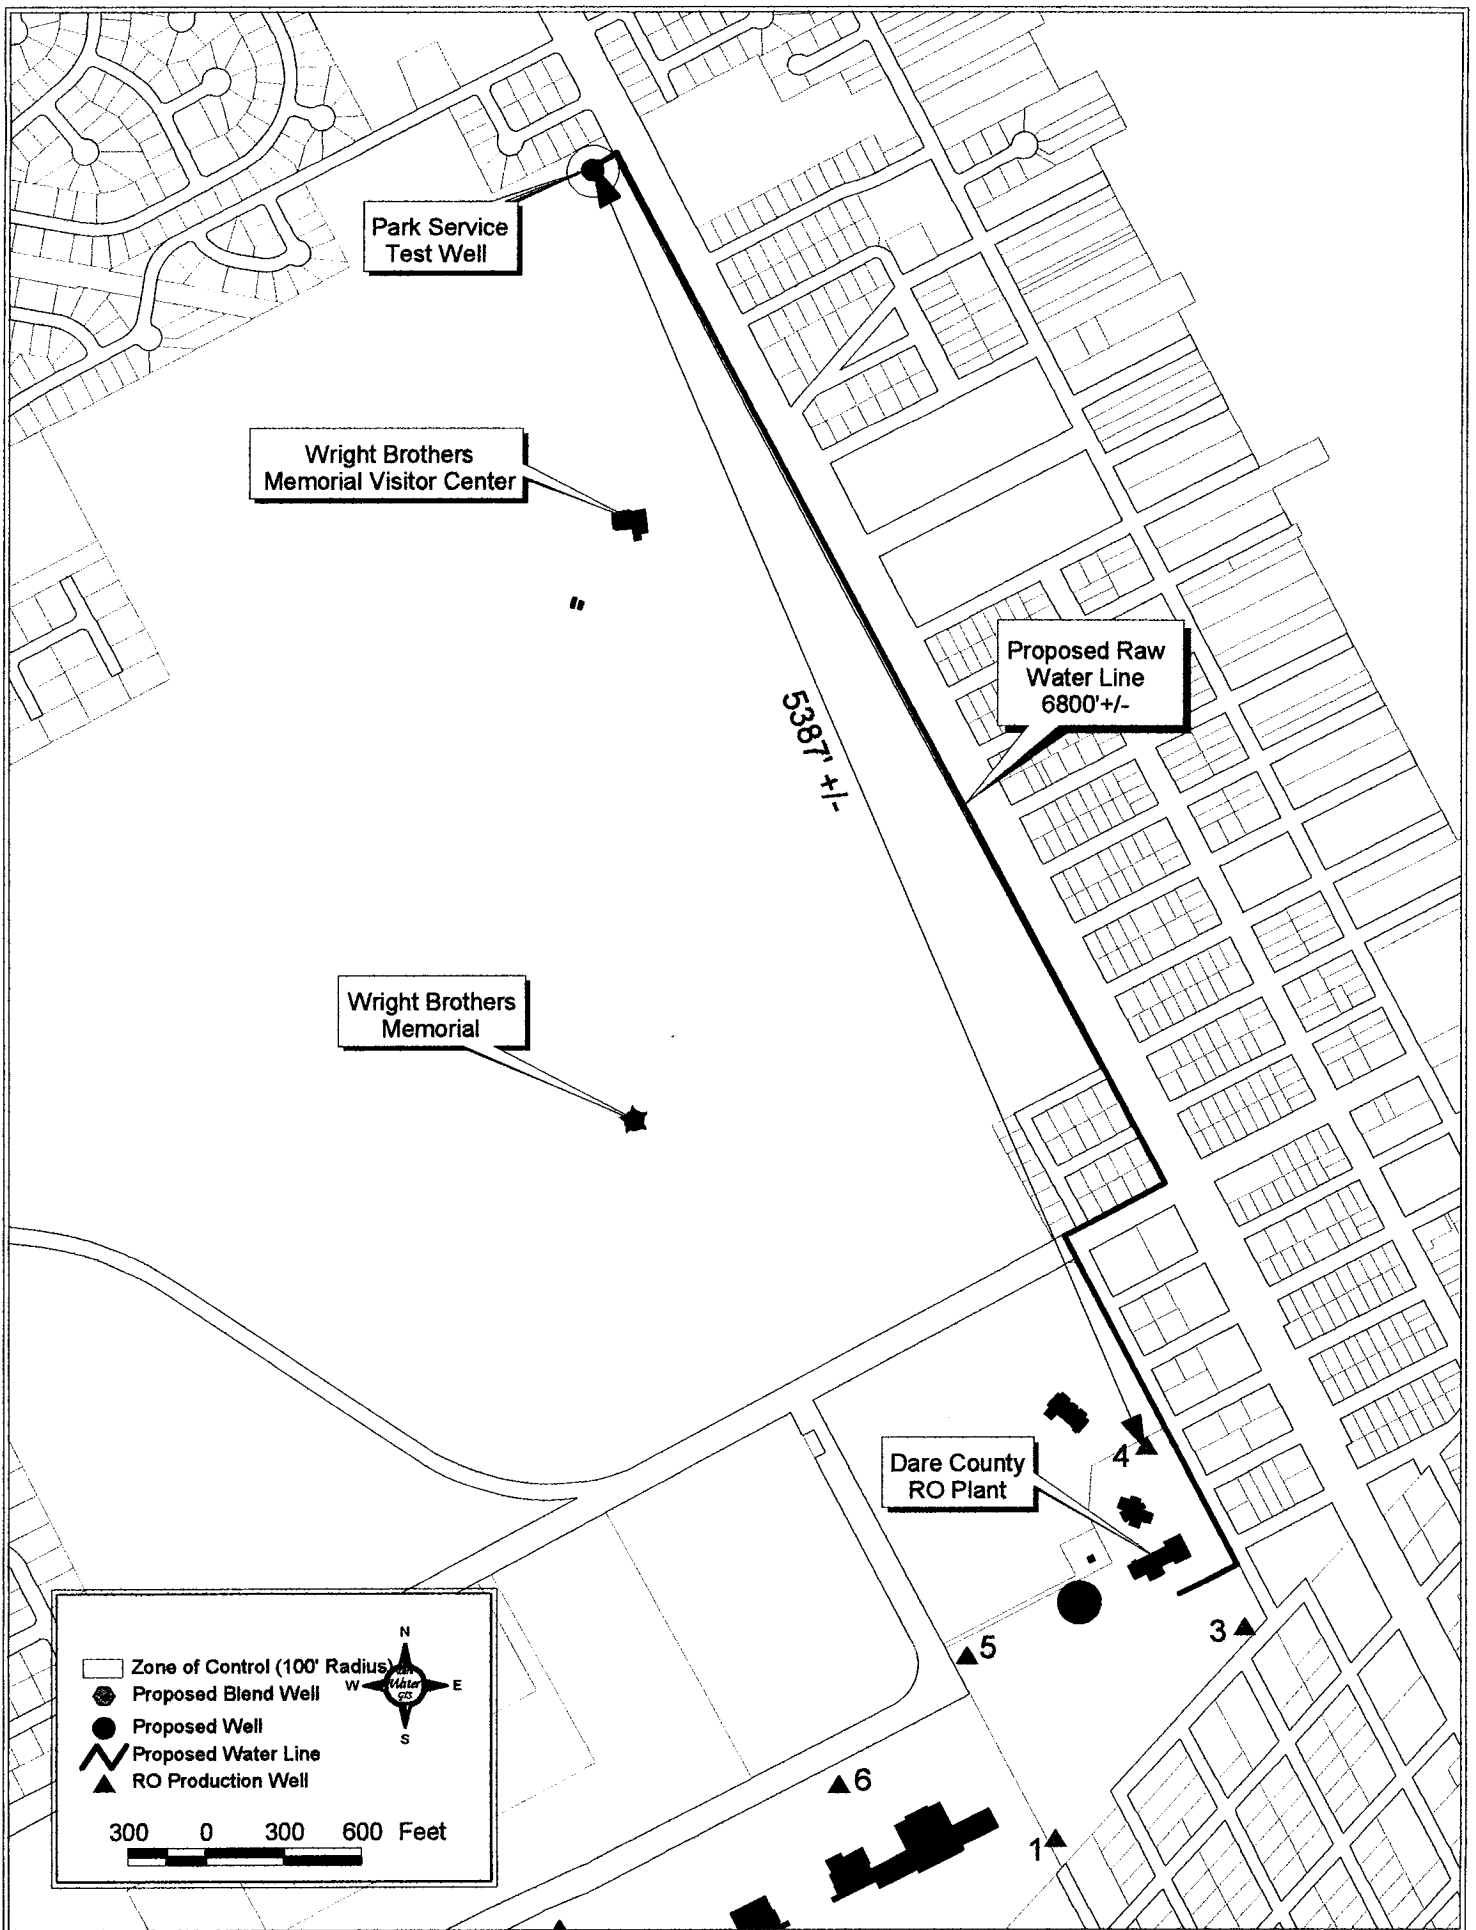 Park Service
Test Well
Wright Brothers
Memorial Visitor Center
Proposed Raw
Water Line
6800'+/-
5387' +/-
Wright Brothers
Memorial
4
Dare County
RO Plant
3
5
6
1
N
W
E
S
Water
GIS
Zone of Control (100' Radius)
Proposed Blend Well
Proposed Well
Proposed Water Line
RO Production Well
300 0 300 600 Feet